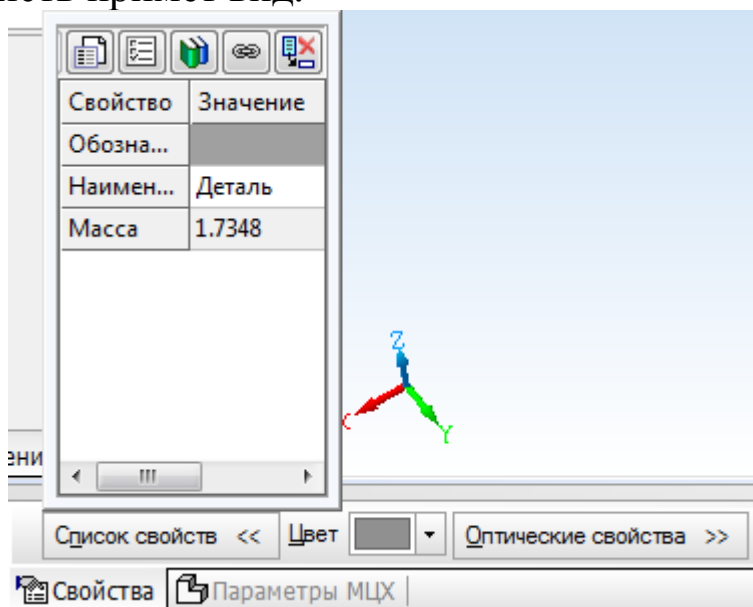 Свойство Значение
Обозна...
Наимен... Деталь
Масса 1.7348
Z
Y
Список свойств << Цвет Оптические свойства >>
Свойства Параметры МЦХ